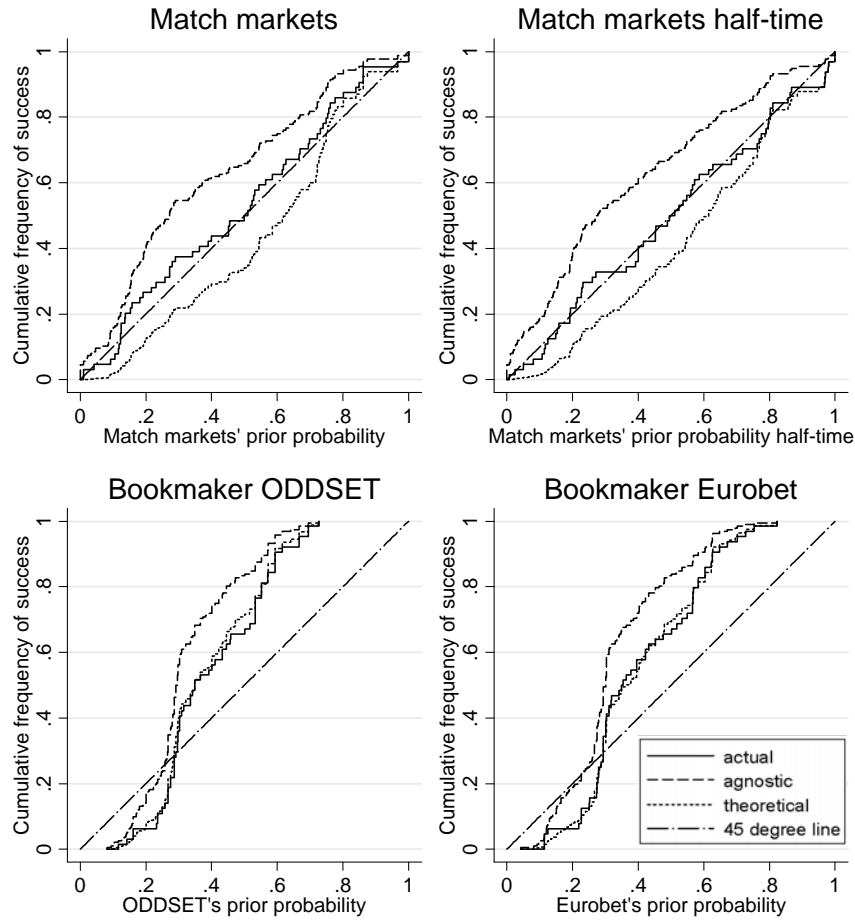 Match markets
Cumulative frequency of success
0 .2 .4 .6 .8 1
0 .2 .4 .6 .8 1
Match markets' prior probability
Match markets half-time
Cumulative frequency of success
0 .2 .4 .6 .8 1
0 .2 .4 .6 .8 1
Match markets' prior probability half-time
Bookmaker ODDSET
Cumulative frequency of success
0 .2 .4 .6 .8 1
0 .2 .4 .6 .8 1
ODDSET's prior probability
Bookmaker Eurobet
Cumulative frequency of success
0 .2 .4 .6 .8 1
actual
agnostic
theoretical
45 degree line
0 .2 .4 .6 .8 1
Eurobet's prior probability